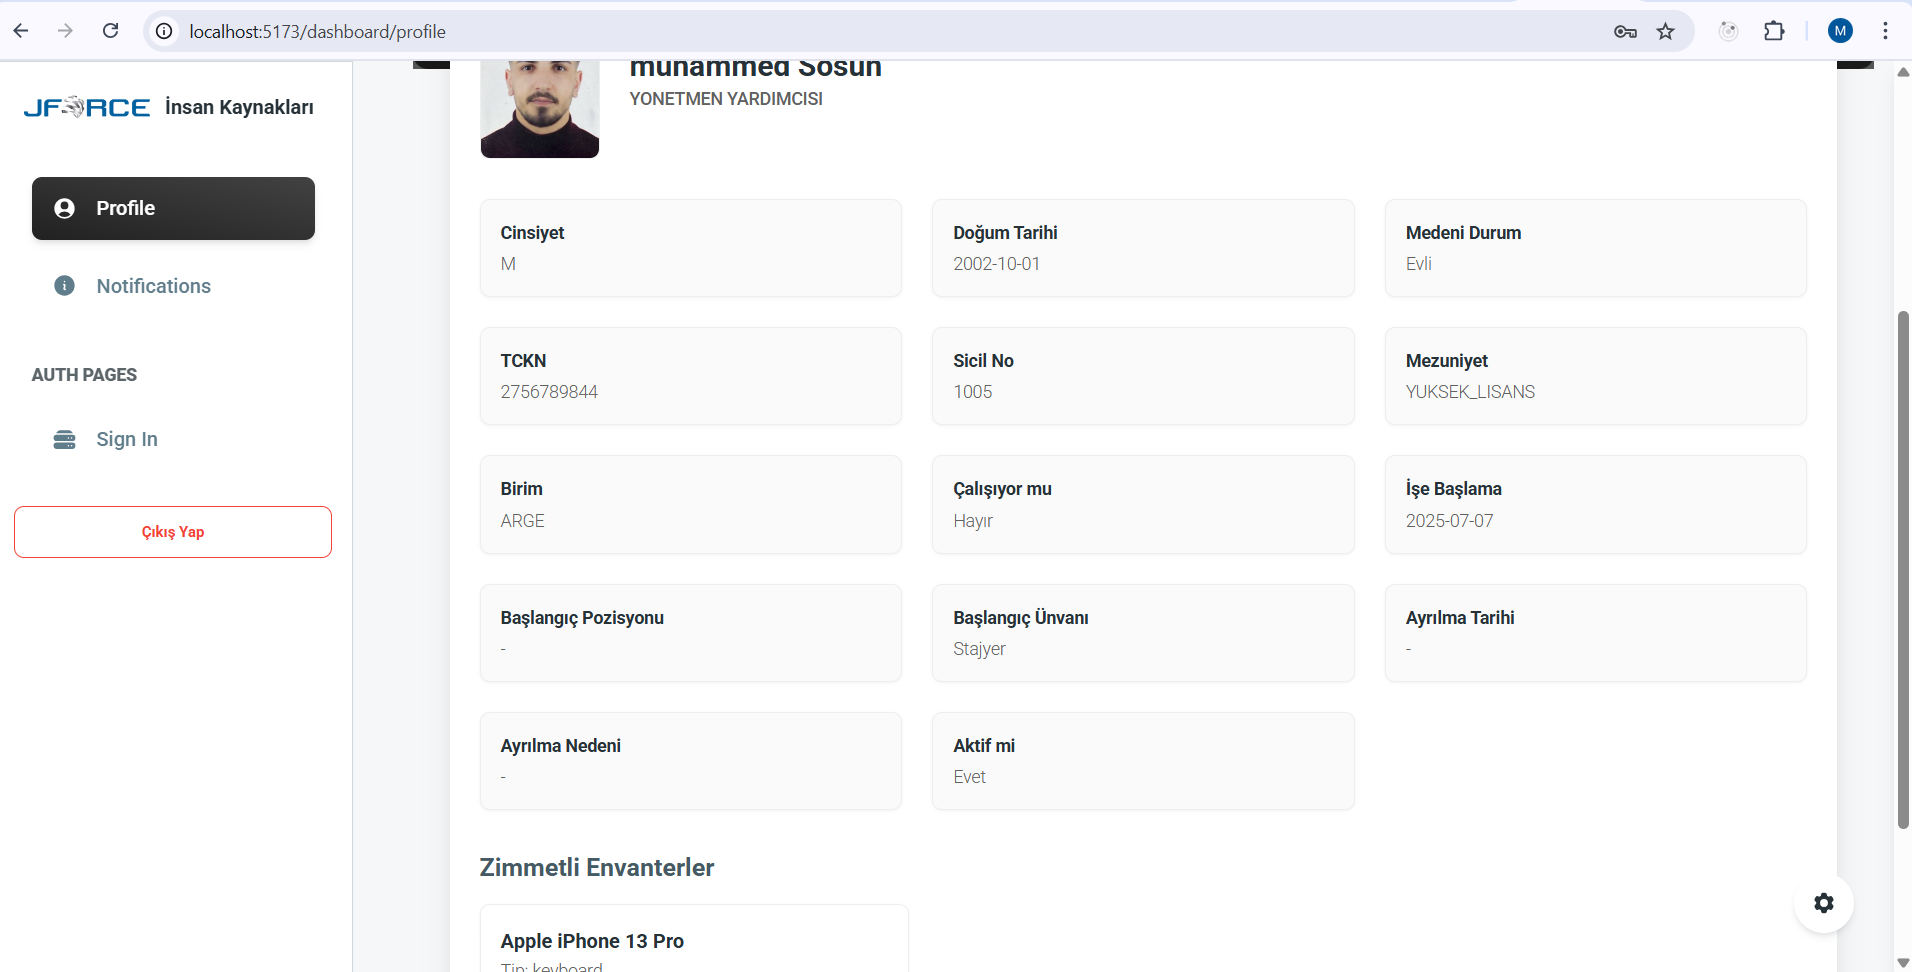 localhost:5173/dashboard/profile
M
JFORCE İnsan Kaynakları
Profile
Notifications
AUTH PAGES
Sign In
Çıkış Yap
muhammed Sosun
YONETMEN YARDIMCISI
Cinsiyet
M
Doğum Tarihi
2002-10-01
Medeni Durum
Evli
TCKN
2756789844
Sicil No
1005
Mezuniyet
YUKSEK_LISANS
Birim
ARGE
Çalışıyor mu
Hayır
İşe Başlama
2025-07-07
Başlangıç Pozisyonu
-
Başlangıç Ünvanı
Stajyer
Ayrılma Tarihi
-
Ayrılma Nedeni
-
Aktif mi
Evet
Zimmetli Envanterler
Apple iPhone 13 Pro
Tip: keyboard